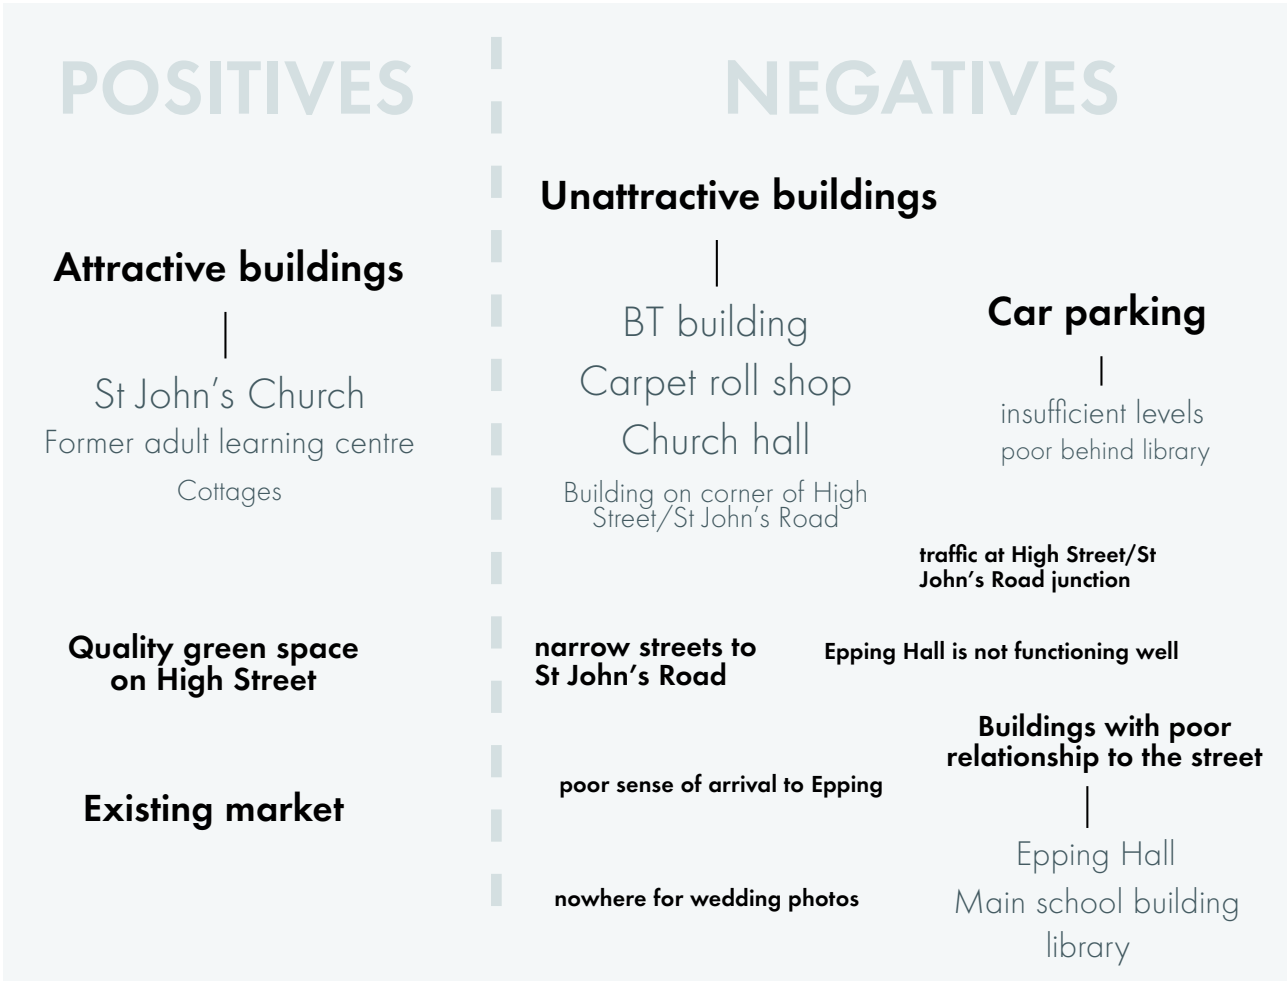 POSITIVES
Attractive buildings
St John’s Church
Former adult learning centre
Cottages
Quality green space
on High Street
Existing market
NEGATIVES
Unattractive buildings
BT building
Carpet roll shop
Church hall
Building on corner of High
Street/St John’s Road
Car parking
insufficient levels
poor behind library
traffic at High Street/St
John’s Road junction
narrow streets to
St John’s Road
Epping Hall is not functioning well
poor sense of arrival to Epping
nowhere for wedding photos
Buildings with poor
relationship to the street
Epping Hall
Main school building
library